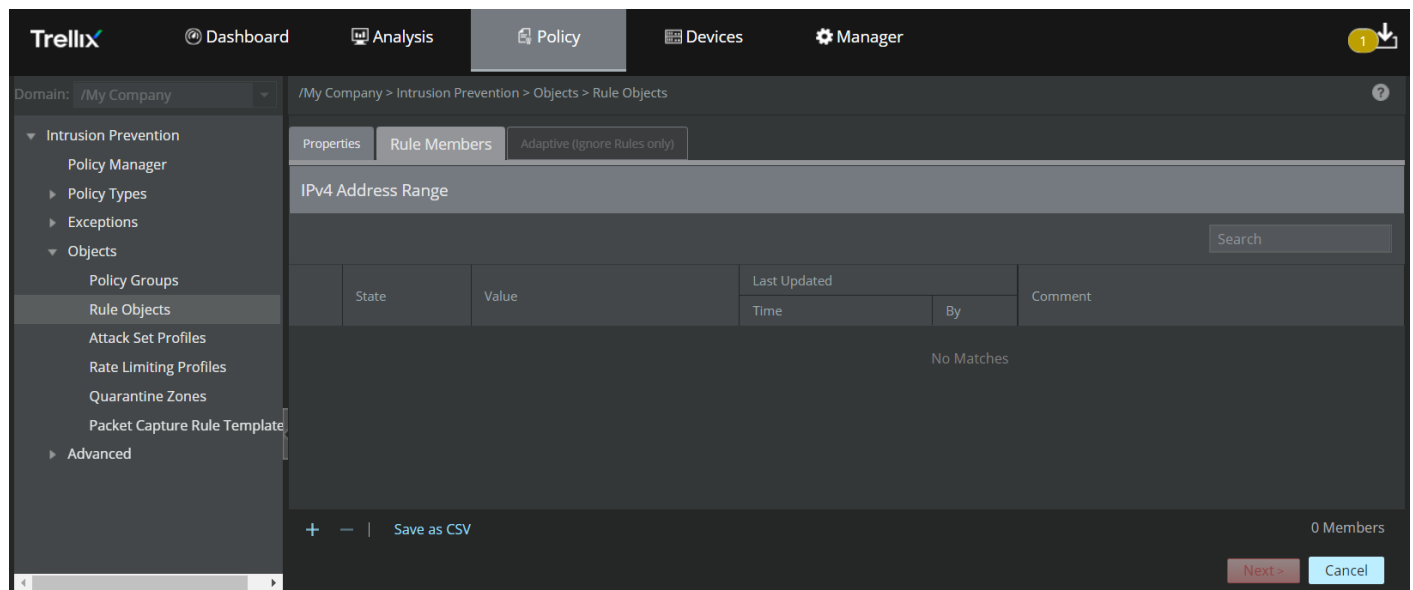 Trellix Dashboard Analysis Policy Devices Manager 1
Domain: /My Company
/My Company > Intrusion Prevention > Objects > Rule Objects ?
Intrusion Prevention
Policy Manager
Policy Types
Exceptions
Objects
Policy Groups
Rule Objects
Attack Set Profiles
Rate Limiting Profiles
Quarantine Zones
Packet Capture Rule Template
Advanced
Properties Rule Members Adaptive (Ignore Rules only)
IPv4 Address Range
Search
State Value Last Updated Comment
Time By
No Matches
+ − | Save as CSV 0 Members
Next > Cancel